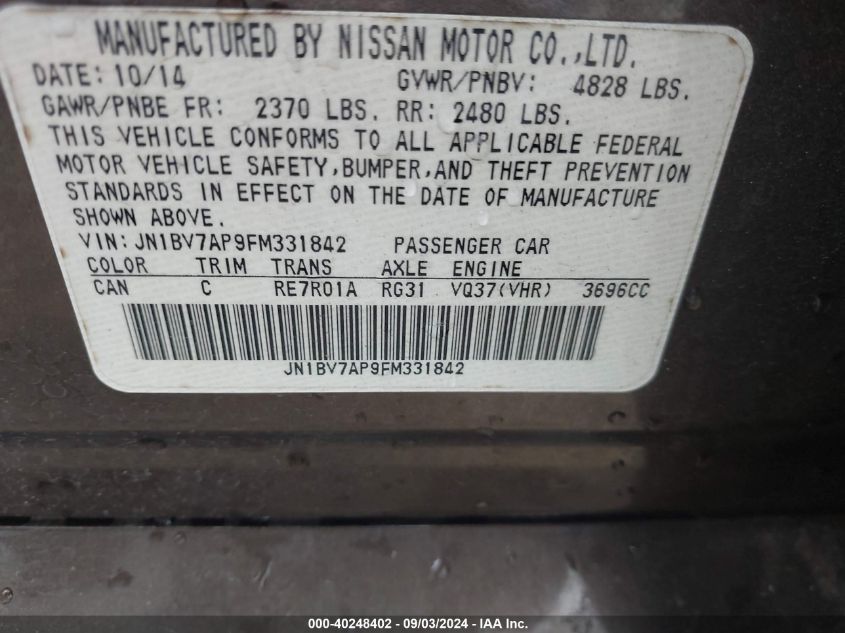 MANUFACTURED BY NISSAN MOTOR CO.,LTD.
DATE: 10/14 GVWR/PNBV: 4828 LBS.
GAWR/PNBE FR: 2370 LBS. RR: 2480 LBS.
THIS VEHICLE CONFORMS TO ALL APPLICABLE FEDERAL
MOTOR VEHICLE SAFETY,BUMPER,AND THEFT PREVENTION
STANDARDS IN EFFECT ON THE DATE OF MANUFACTURE
SHOWN ABOVE.
VIN:JN1BV7AP9FM331842 PASSENGER CAR
COLOR TRIM TRANS AXLE ENGINE
CAN C RE7R01A RG31 VQ37(VHR) 3696CC
JN1BV7AP9FM331842
000-40248402 - 09/03/2024 - IAA Inc.